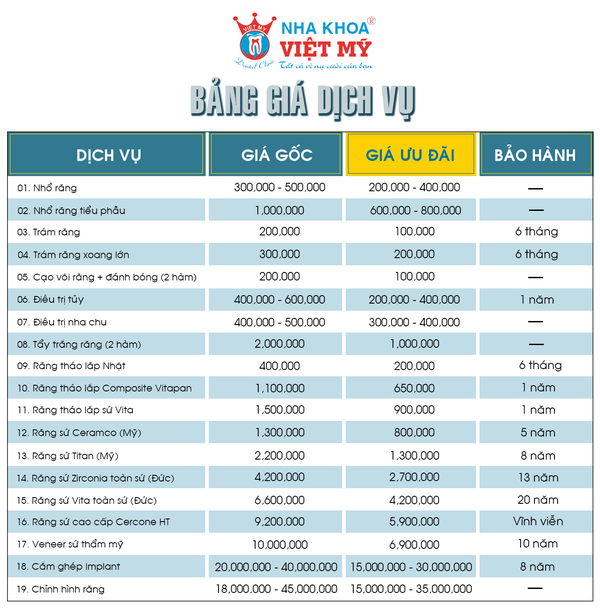 VIỆT MỸ
Dental Clinic
NHA KHOA®
VIỆT MỸ
Tất cả vì nụ cười của bạn
BẢNG GIÁ DỊCH VỤ
DỊCH VỤ GIÁ GỐC GIÁ ƯU ĐÃI BẢO HÀNH
01. Nhổ răng 300,000 - 500,000 200,000 - 400,000 —
02. Nhổ răng tiểu phẫu 1,000,000 600,000 - 800,000 —
03. Trám răng 200,000 100,000 6 tháng
04. Trám răng xoang lớn 300,000 200,000 6 tháng
05. Cạo vôi răng + đánh bóng (2 hàm) 200,000 100,000 —
06. Điều trị tủy 400,000 - 600,000 200,000 - 400,000 1 năm
07. Điều trị nha chu 400,000 - 500,000 300,000 - 400,000 —
08. Tẩy trắng răng (2 hàm) 2,000,000 1,000,000 —
09. Răng tháo lắp Nhật 400,000 200,000 6 tháng
10. Răng tháo lắp Composite Vitapan 1,100,000 650,000 1 năm
11. Răng tháo lắp sứ Vita 1,500,000 900,000 1 năm
12. Răng sứ Ceramco (Mỹ) 1,300,000 800,000 5 năm
13. Răng sứ Titan (Mỹ) 2,200,000 1,300,000 8 năm
14. Răng sứ Zirconia toàn sứ (Đức) 4,200,000 2,700,000 13 năm
15. Răng sứ Vita toàn sứ (Đức) 6,600,000 4,200,000 20 năm
16. Răng sứ cao cấp Cercone HT 9,200,000 5,900,000 Vĩnh viễn
17. Veneer sứ thẩm mỹ 10,000,000 6,900,000 10 năm
18. Cắm ghép Implant 20,000,000 - 40,000,000 15,000,000 - 30,000,000 8 năm
19. Chỉnh hình răng 18,000,000 - 45,000,000 15,000,000 - 35,000,000 —